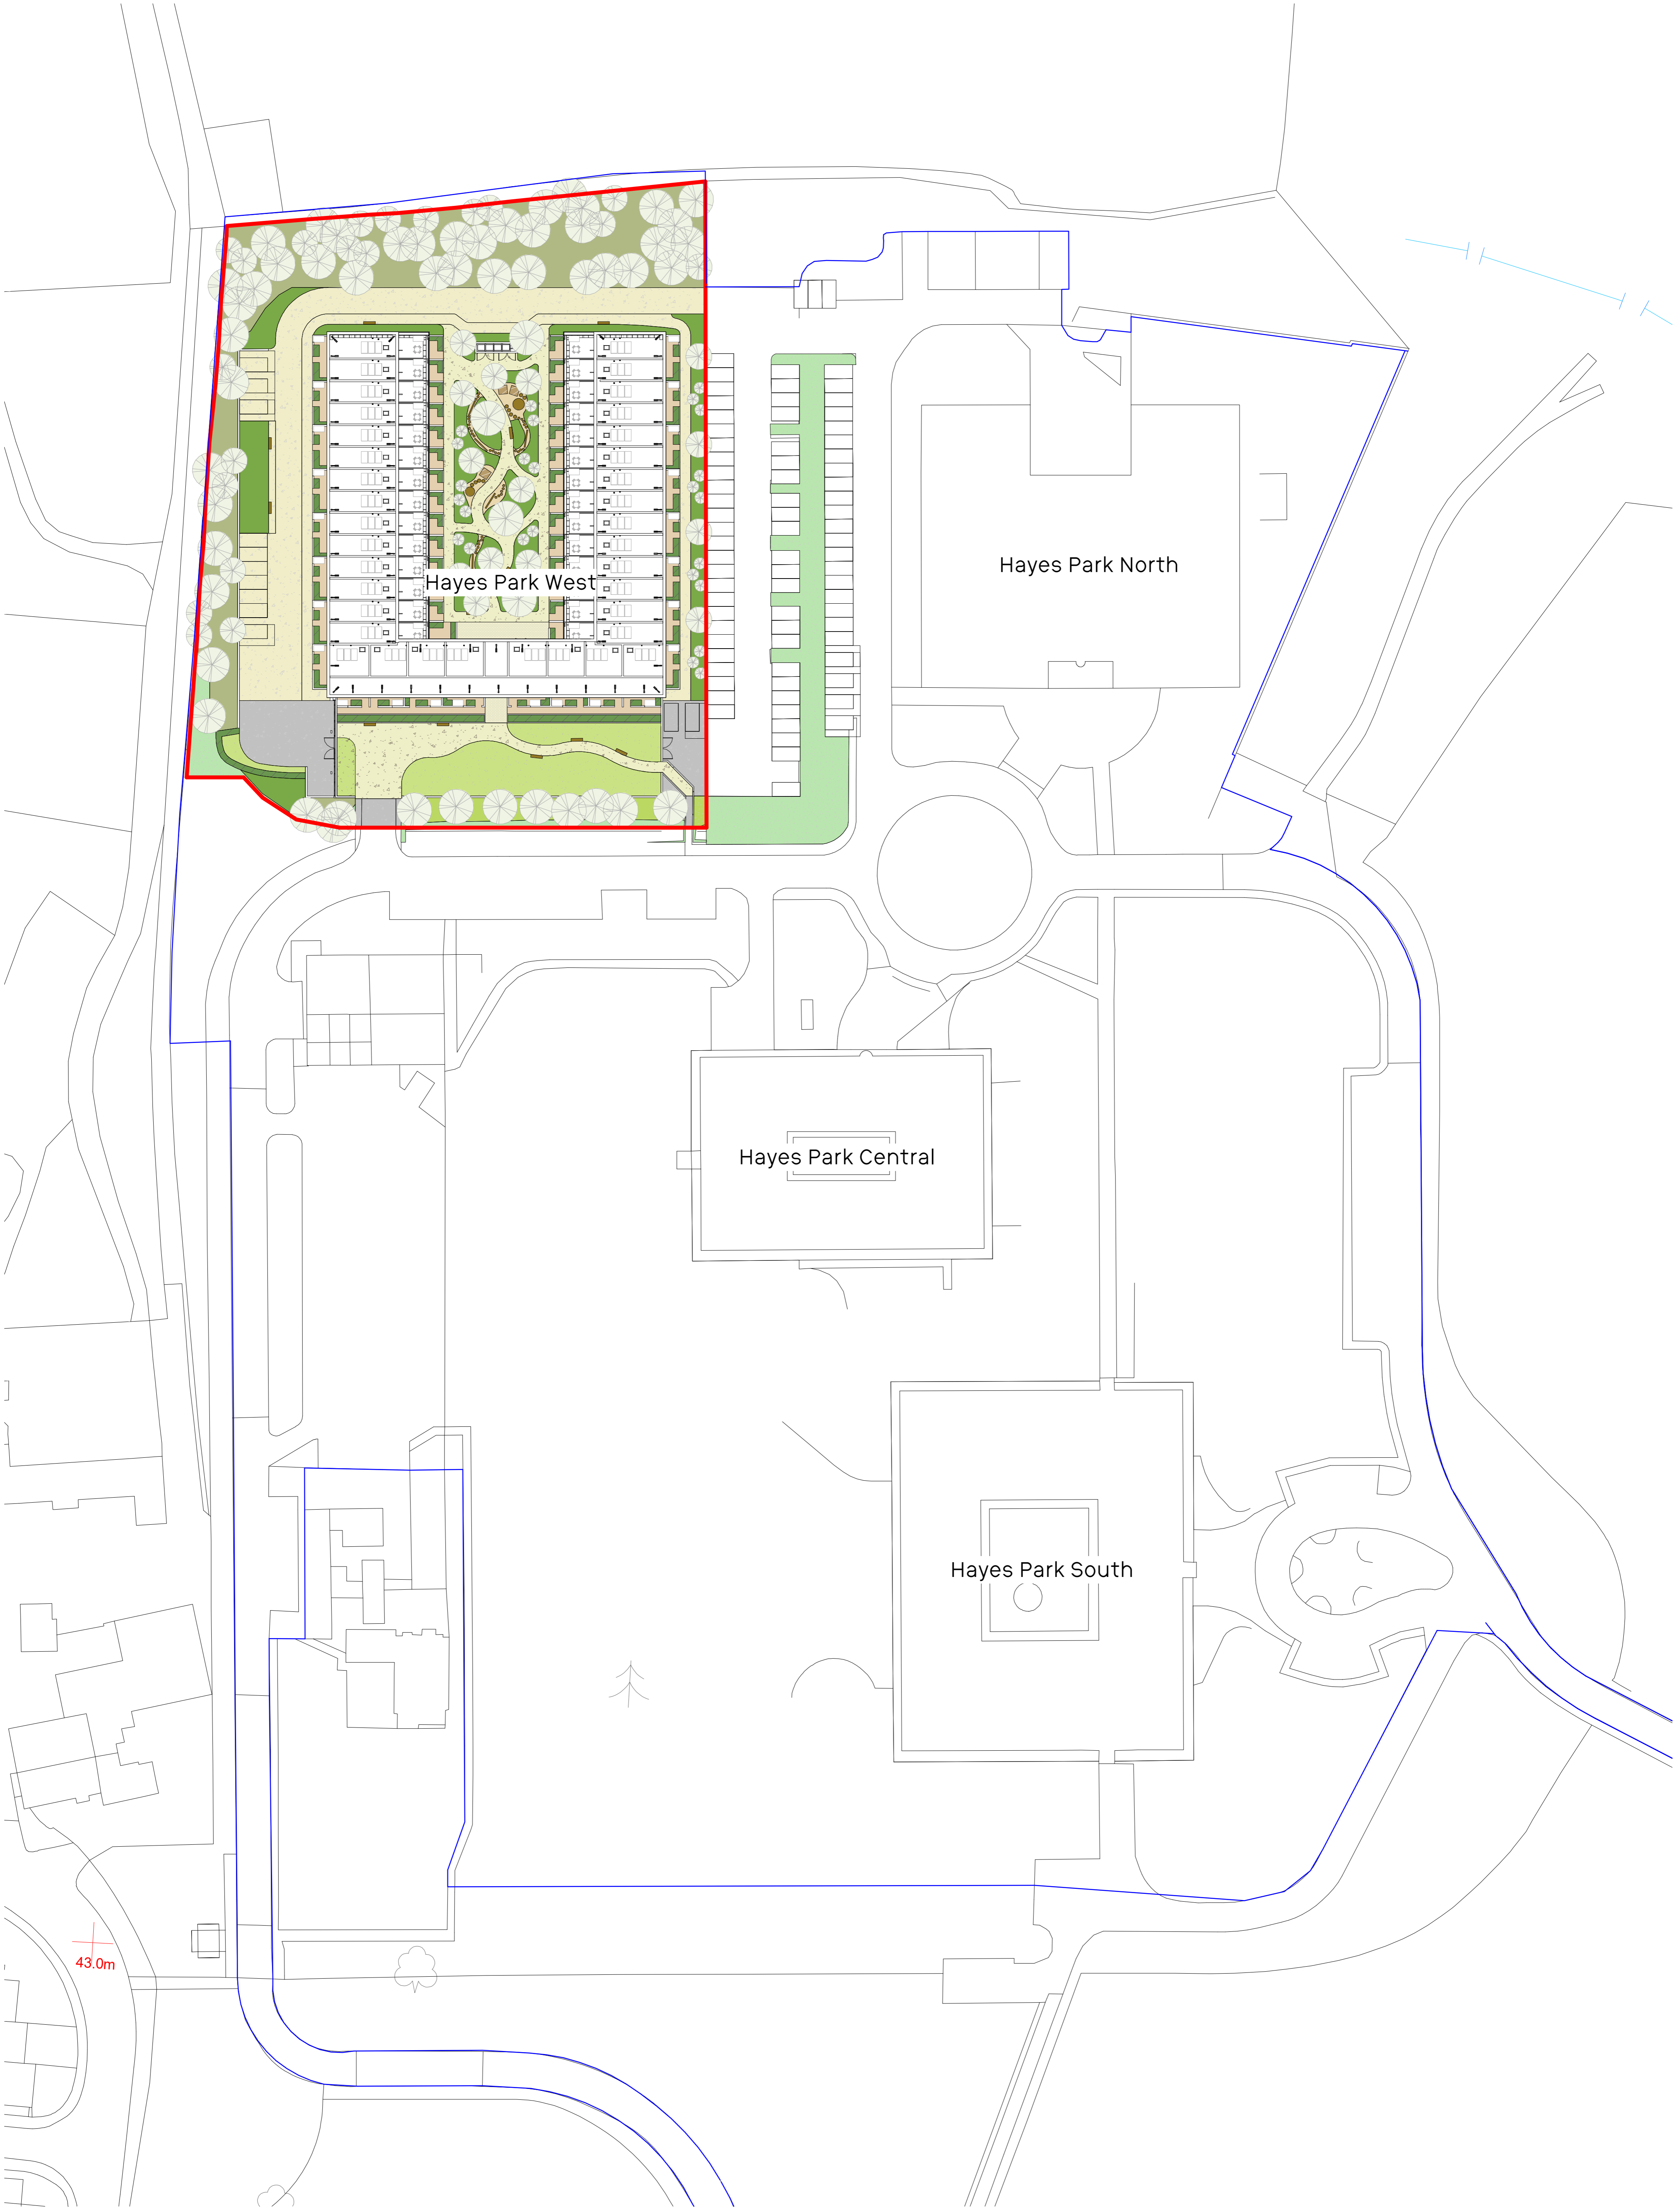 Hayes Park North
Hayes Park West
Hayes Park Central
Hayes Park South
43.0m